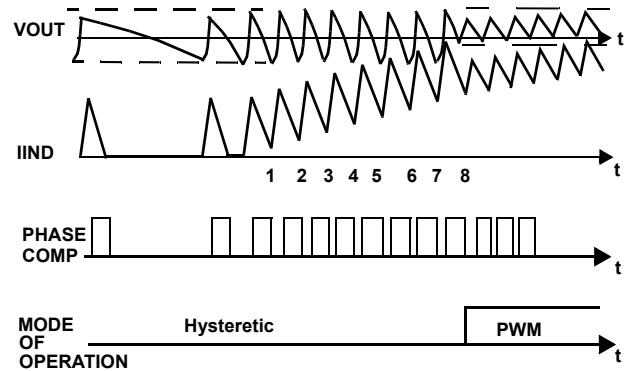 VOUT
t
IIND
t
1 2 3 4 5 6 7 8
PHASE
COMP
t
Hysteretic
PWM
MODE
OF
OPERATION
t